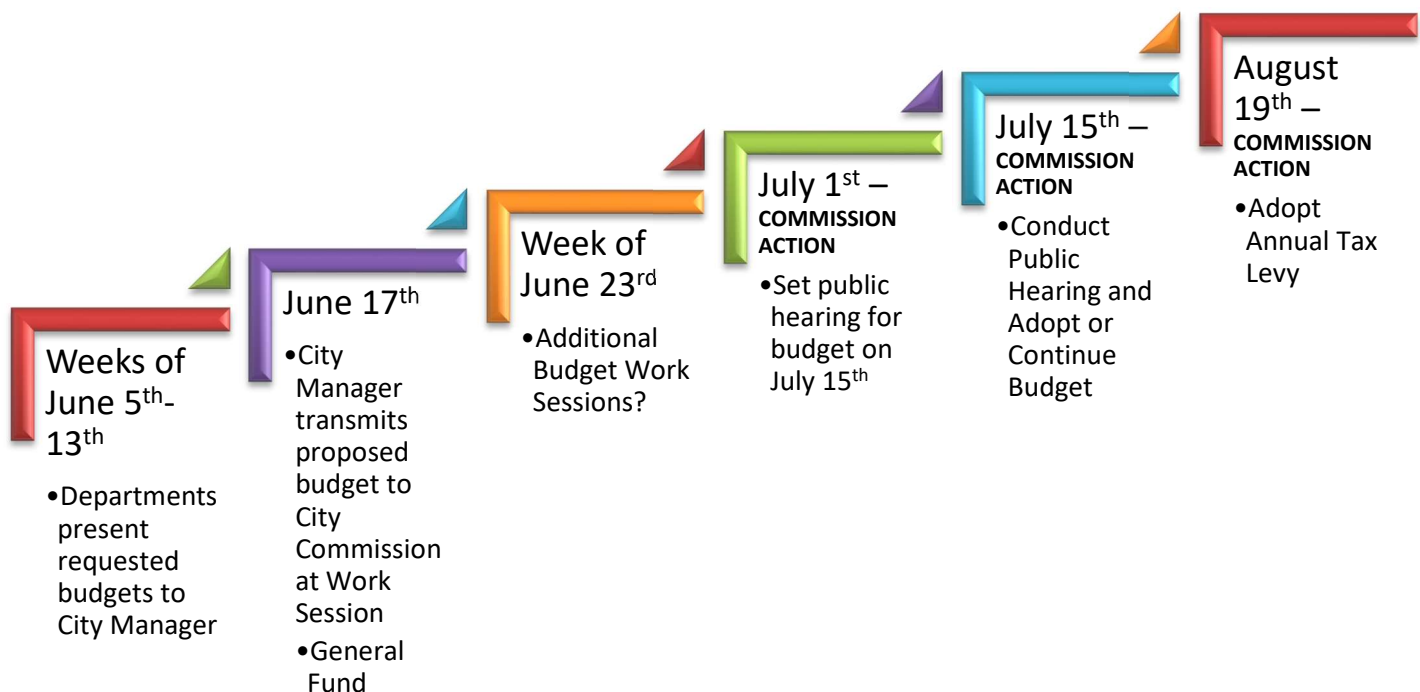 Weeks of
June 5th-
13th
•Departments
present
requested
budgets to
City Manager
June 17th
•City
Manager
transmits
proposed
budget to
City
Commission
at Work
Session
•General
Fund
Week of
June 23rd
•Additional
Budget Work
Sessions?
July 1st –
COMMISSION
ACTION
•Set public
hearing for
budget on
July 15th
July 15th –
COMMISSION
ACTION
•Conduct
Public
Hearing and
Adopt or
Continue
Budget
August
19th –
COMMISSION
ACTION
•Adopt
Annual Tax
Levy